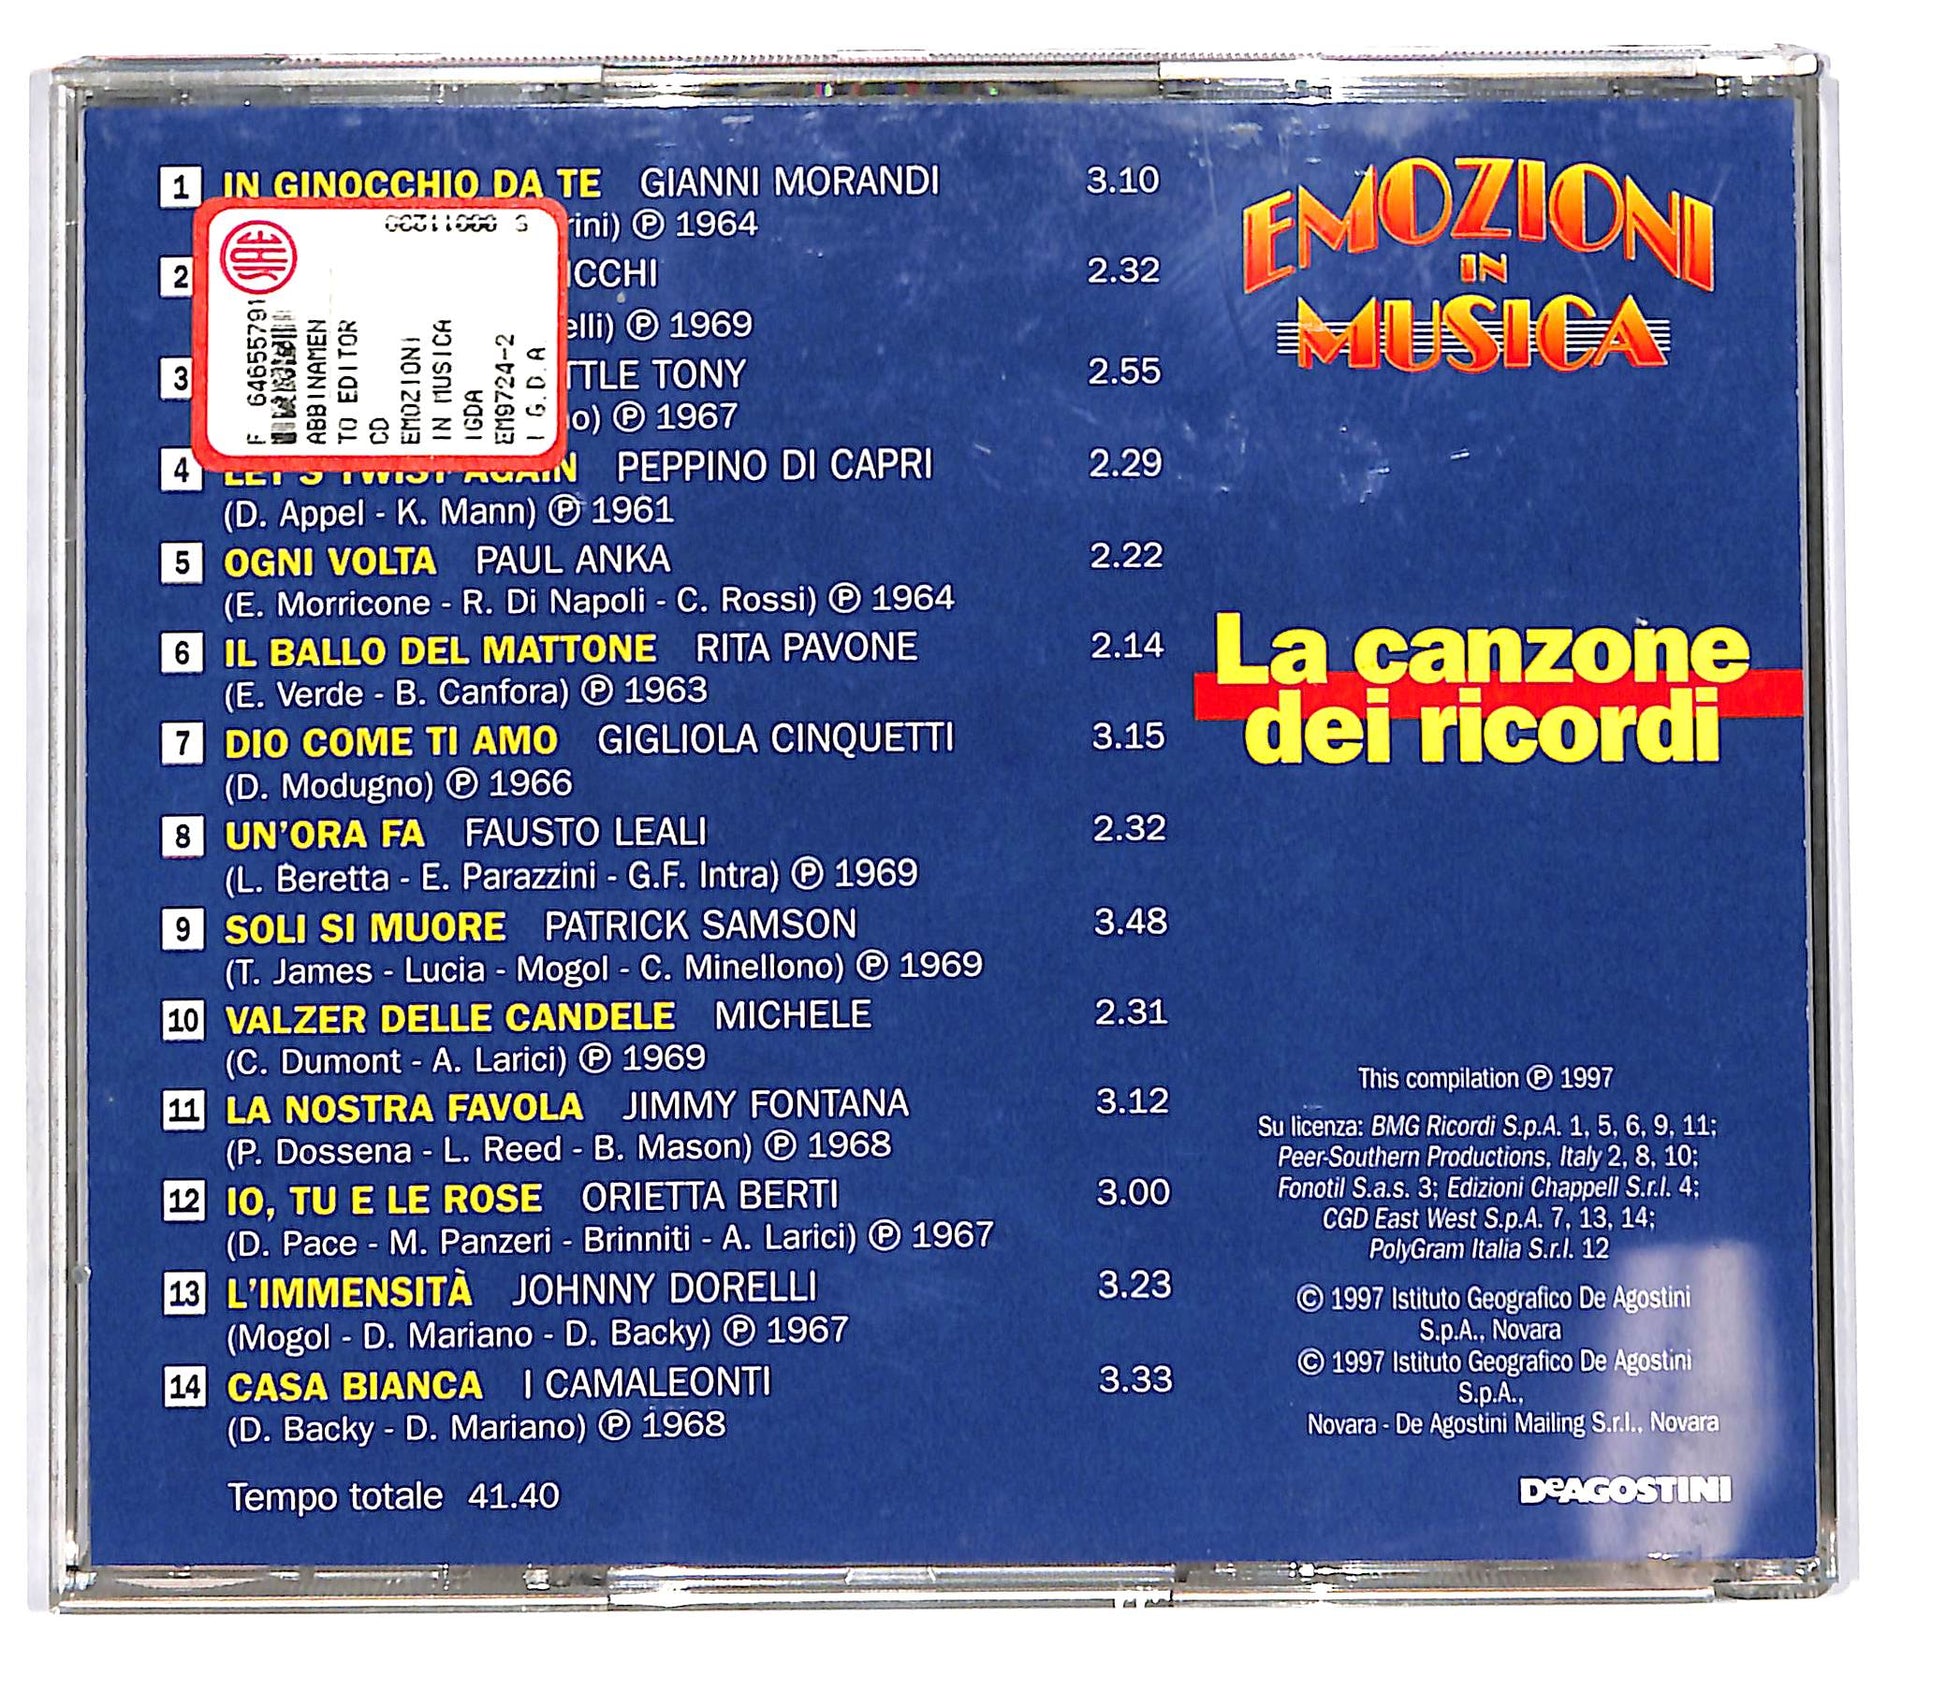 1 IN GINOCCHIO DA TE GIANNI MORANDI 3.10
rini) Ⓟ 1964
2 CCHI 2.32
elli) Ⓟ 1969
3 TTLE TONY 2.55
o) Ⓟ 1967
4 LET'S TWIST AGAIN PEPPINO DI CAPRI 2.29
(D. Appel - K. Mann) Ⓟ 1961
5 OGNI VOLTA PAUL ANKA 2.22
(E. Morricone - R. Di Napoli - C. Rossi) Ⓟ 1964
6 IL BALLO DEL MATTONE RITA PAVONE 2.14
(E. Verde - B. Canfora) Ⓟ 1963
7 DIO COME TI AMO GIGLIOLA CINQUETTI 3.15
(D. Modugno) Ⓟ 1966
8 UN'ORA FA FAUSTO LEALI 2.32
(L. Beretta - E. Parazzini - G.F. Intra) Ⓟ 1969
9 SOLI SI MUORE PATRICK SAMSON 3.48
(T. James - Lucia - Mogol - C. Minellono) Ⓟ 1969
10 VALZER DELLE CANDELE MICHELE 2.31
(C. Dumont - A. Larici) Ⓟ 1969
11 LA NOSTRA FAVOLA JIMMY FONTANA 3.12
(P. Dossena - L. Reed - B. Mason) Ⓟ 1968
12 IO, TU E LE ROSE ORIETTA BERTI 3.00
(D. Pace - M. Panzeri - Brinniti - A. Larici) Ⓟ 1967
13 L'IMMENSITÀ JOHNNY DORELLI 3.23
(Mogol - D. Mariano - D. Backy) Ⓟ 1967
14 CASA BIANCA I CAMALEONTI 3.33
(D. Backy - D. Mariano) Ⓟ 1968
Tempo totale 41.40
SIAE
F 64655791
ABBINAMEN
TO EDITOR
CD
EMOZIONI
IN MUSICA
IGDA
EM9724-2
I G.D.A
EMOZIONI
IN
MUSICA
La canzone
dei ricordi
This compilation Ⓟ 1997
Su licenza: BMG Ricordi S.p.A. 1, 5, 6, 9, 11;
Peer-Southern Productions, Italy 2, 8, 10;
Fonotil S.a.s. 3; Edizioni Chappell S.r.l. 4;
CGD East West S.p.A. 7, 13, 14;
PolyGram Italia S.r.l. 12
© 1997 Istituto Geografico De Agostini
S.p.A., Novara
© 1997 Istituto Geografico De Agostini
S.p.A.,
Novara - De Agostini Mailing S.r.l., Novara
DeAGOSTINI